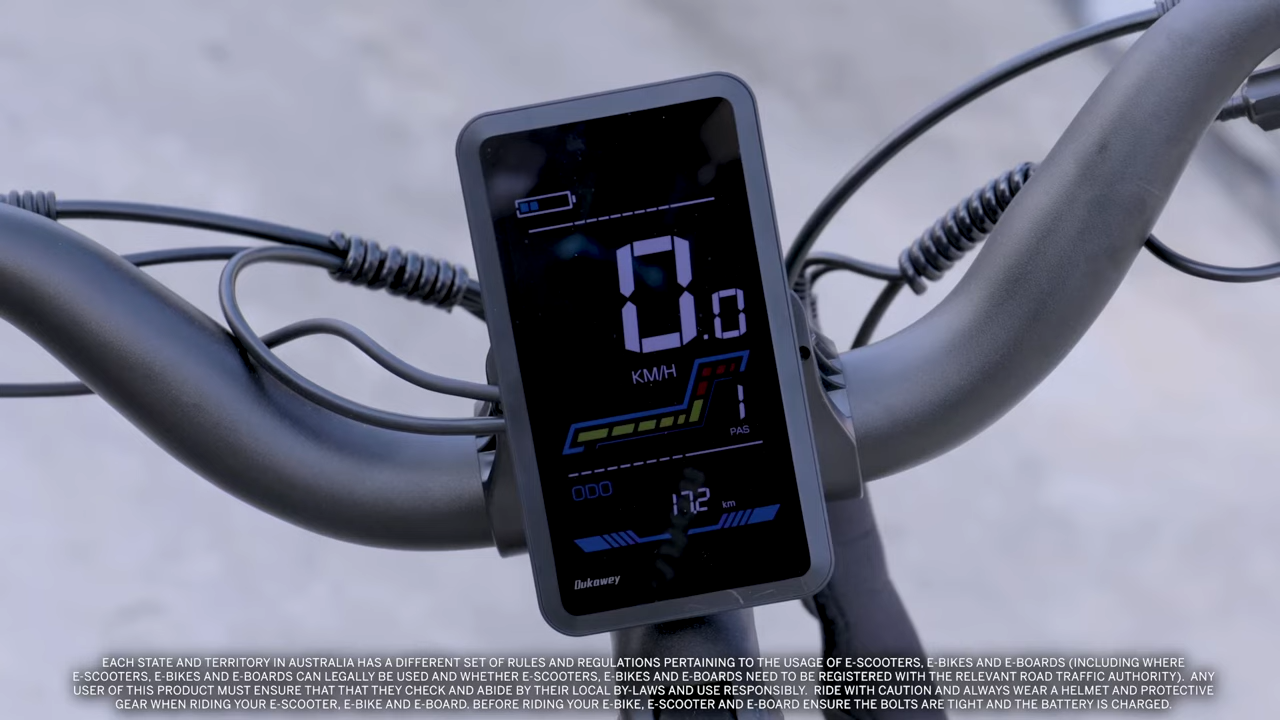 0.0
KM/H
1
PAS
ODO
17.2 km
Dukawey
EACH STATE AND TERRITORY IN AUSTRALIA HAS A DIFFERENT SET OF RULES AND REGULATIONS PERTAINING TO THE USAGE OF E-SCOOTERS, E-BIKES AND E-BOARDS (INCLUDING WHERE
E-SCOOTERS, E-BIKES AND E-BOARDS CAN LEGALLY BE USED AND WHETHER E-SCOOTERS, E-BIKES AND E-BOARDS NEED TO BE REGISTERED WITH THE RELEVANT ROAD TRAFFIC AUTHORITY). ANY
USER OF THIS PRODUCT MUST ENSURE THAT THAT THEY CHECK AND ABIDE BY THEIR LOCAL BY-LAWS AND USE RESPONSIBLY. RIDE WITH CAUTION AND ALWAYS WEAR A HELMET AND PROTECTIVE
GEAR WHEN RIDING YOUR E-SCOOTER, E-BIKE AND E-BOARD. BEFORE RIDING YOUR E-BIKE, E-SCOOTER AND E-BOARD ENSURE THE BOLTS ARE TIGHT AND THE BATTERY IS CHARGED.